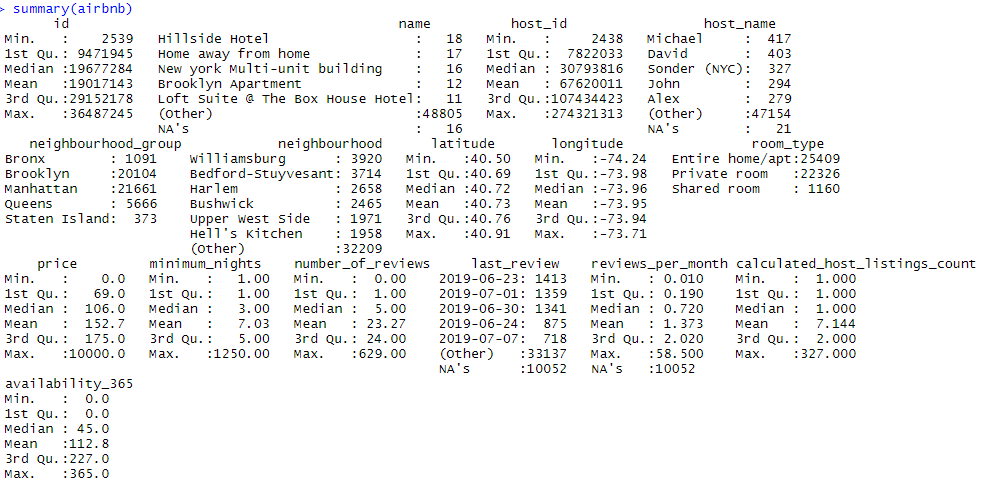 > summary(airbnb)
       id                                      name          host_id                 host_name    
 Min.   :    2539   Hillside Hotel                    :   18   Min.   :     2438   Michael     :  417  
 1st Qu.: 9471945   Home away from home               :   17   1st Qu.:  7822033   David       :  403  
 Median :19677284   New york Multi-unit building      :   16   Median : 30793816   Sonder (NYC):  327  
 Mean   :19017143   Brooklyn Apartment                :   12   Mean   : 67620011   John        :  294  
 3rd Qu.:29152178   Loft Suite @ The Box House Hotel:   11   3rd Qu.:107434423   Alex        :  279  
 Max.   :36487245   (Other)                           :48805   Max.   :274321313   (Other)     :47154  
                    NA's                              :   16                       NA's        :   21  
    neighbourhood_group            neighbourhood      latitude       longitude           room_type    
 Bronx        : 1091   Williamsburg      : 3920   Min.   :40.50   Min.   :-74.24   Entire home/apt:25409  
 Brooklyn     :20104   Bedford-Stuyvesant: 3714   1st Qu.:40.69   1st Qu.:-73.98   Private room   :22326  
 Manhattan    :21661   Harlem            : 2658   Median :40.72   Median :-73.96   Shared room    : 1160  
 Queens       : 5666   Bushwick          : 2465   Mean   :40.73   Mean   :-73.95  
 Staten Island:  373   Upper West Side   : 1971   3rd Qu.:40.76   3rd Qu.:-73.94  
                       Hell's Kitchen    : 1958   Max.   :40.91   Max.   :-73.71  
                       (Other)           :32209  
     price         minimum_nights    number_of_reviews     last_review     reviews_per_month calculated_host_listings_count
 Min.   :    0.0   Min.   :   1.00   Min.   :  0.00   2019-06-23: 1413   Min.   : 0.010   Min.   :  1.000  
 1st Qu.:   69.0   1st Qu.:   1.00   1st Qu.:  1.00   2019-07-01: 1359   1st Qu.: 0.190   1st Qu.:  1.000  
 Median :  106.0   Median :   3.00   Median :  5.00   2019-06-30: 1341   Median : 0.720   Median :  1.000  
 Mean   :  152.7   Mean   :   7.03   Mean   : 23.27   2019-06-24:  875   Mean   : 1.373   Mean   :  7.144  
 3rd Qu.:  175.0   3rd Qu.:   5.00   3rd Qu.: 24.00   2019-07-07:  718   3rd Qu.: 2.020   3rd Qu.:  2.000  
 Max.   :10000.0   Max.   :1250.00   Max.   :629.00   (Other)   :33137   Max.   :58.500   Max.   :327.000  
                                                      NA's      :10052   NA's   :10052  
 availability_365
 Min.   :  0.0  
 1st Qu.:  0.0  
 Median : 45.0  
 Mean   :112.8  
 3rd Qu.:227.0  
 Max.   :365.0